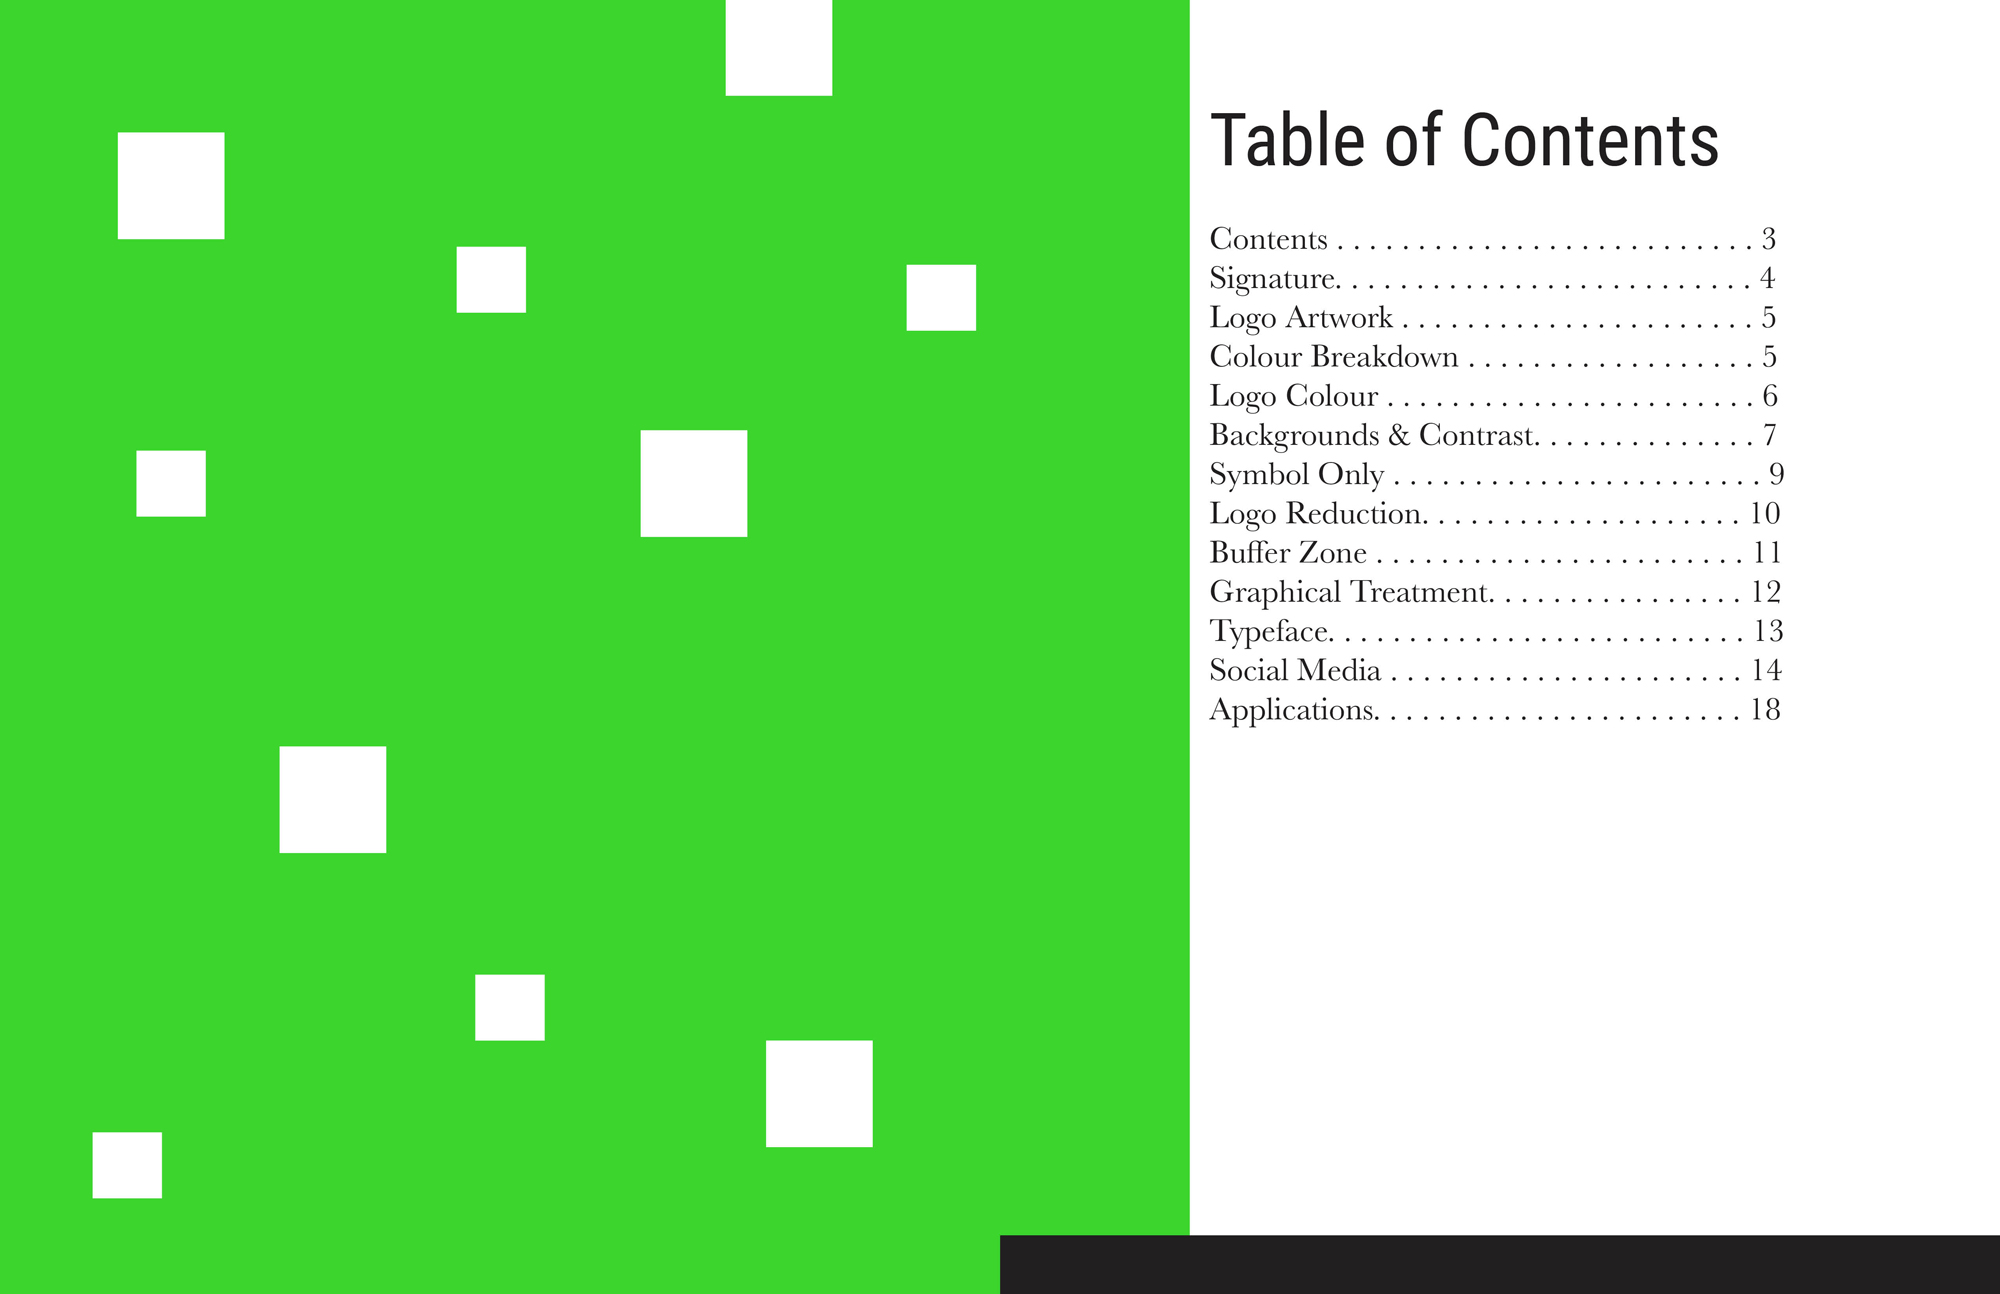 Table of Contents
Contents . . . . . . . . . . . . . . . . . . . . . . . . . . 3
Signature. . . . . . . . . . . . . . . . . . . . . . . . . . 4
Logo Artwork . . . . . . . . . . . . . . . . . . . . . . 5
Colour Breakdown . . . . . . . . . . . . . . . . . . 5
Logo Colour . . . . . . . . . . . . . . . . . . . . . . . 6
Backgrounds & Contrast. . . . . . . . . . . . . . 7
Symbol Only . . . . . . . . . . . . . . . . . . . . . . . 9
Logo Reduction. . . . . . . . . . . . . . . . . . . . 10
Buffer Zone . . . . . . . . . . . . . . . . . . . . . . . 11
Graphical Treatment. . . . . . . . . . . . . . . . 12
Typeface. . . . . . . . . . . . . . . . . . . . . . . . . . 13
Social Media . . . . . . . . . . . . . . . . . . . . . . 14
Applications. . . . . . . . . . . . . . . . . . . . . . . 18